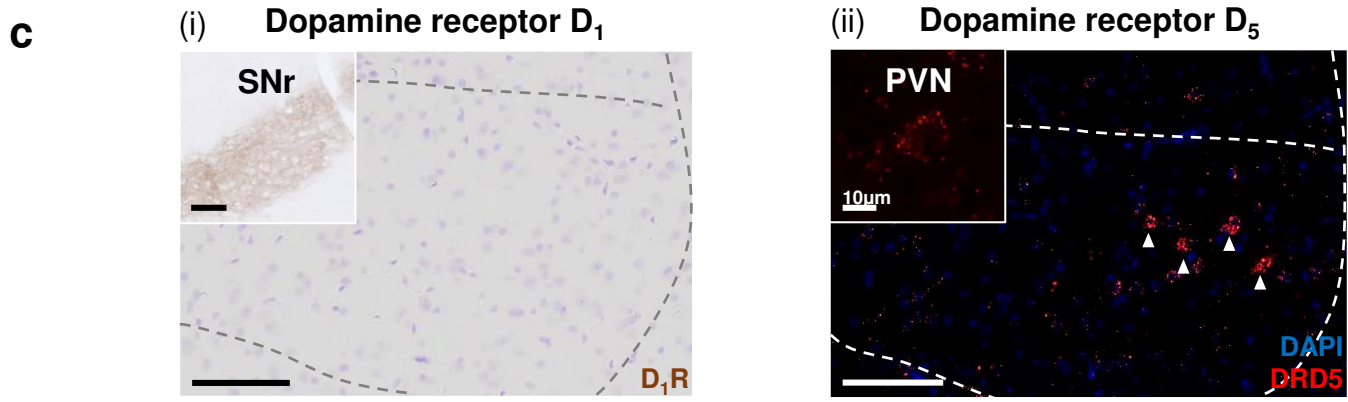 c
(i) Dopamine receptor D₁
SNr
D₁R
(ii) Dopamine receptor D₅
PVN
10µm
DAPI
DRD5